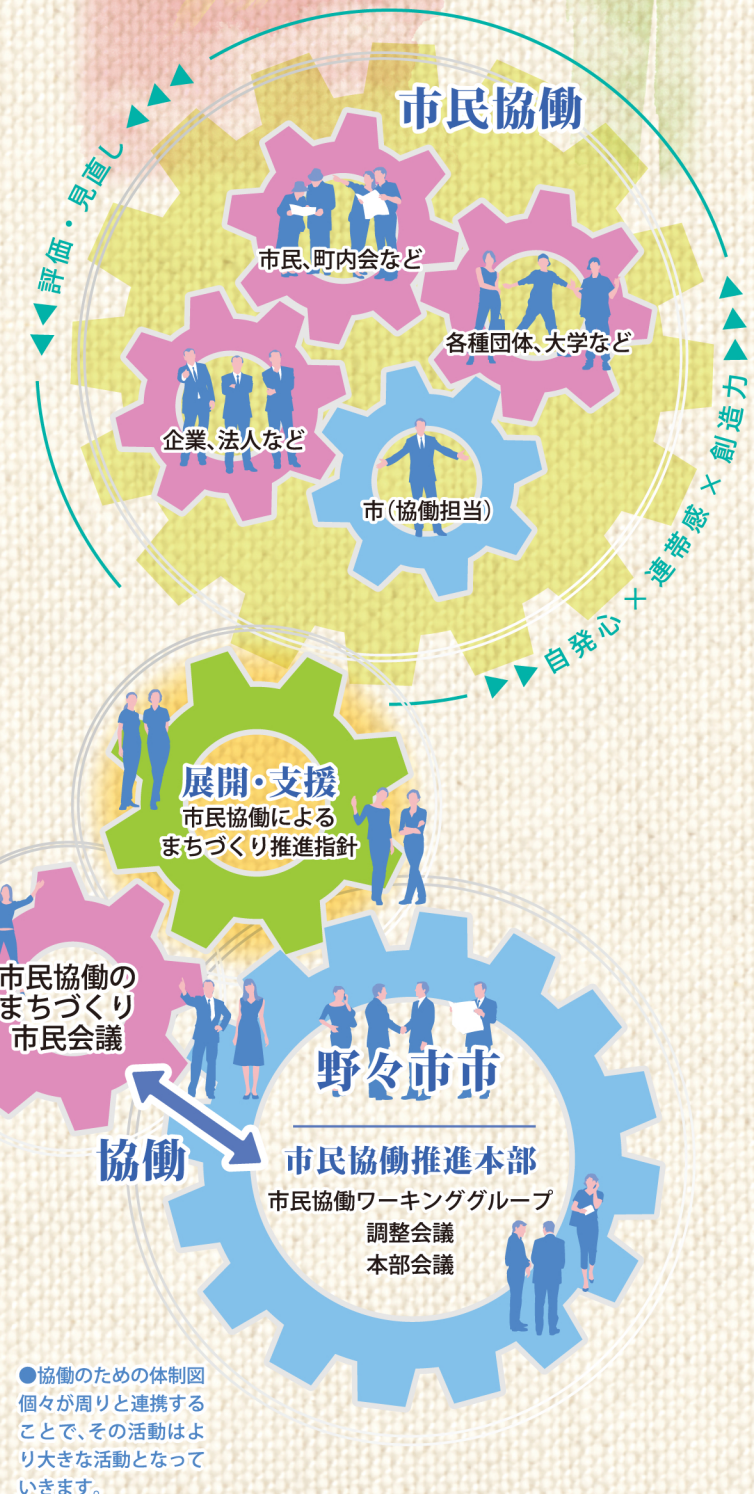 市民協働
評価・見直し
市民、町内会など
各種団体、大学など
企業、法人など
市（協働担当）
自発心 × 連帯感 × 創造力
展開・支援
市民協働による
まちづくり推進指針
市民協働の
まちづくり
市民会議
協働
野々市市
市民協働推進本部
市民協働ワーキンググループ
調整会議
本部会議
●協働のための体制図
個々が周りと連携する
ことで、その活動はよ
り大きな活動となって
いきます。